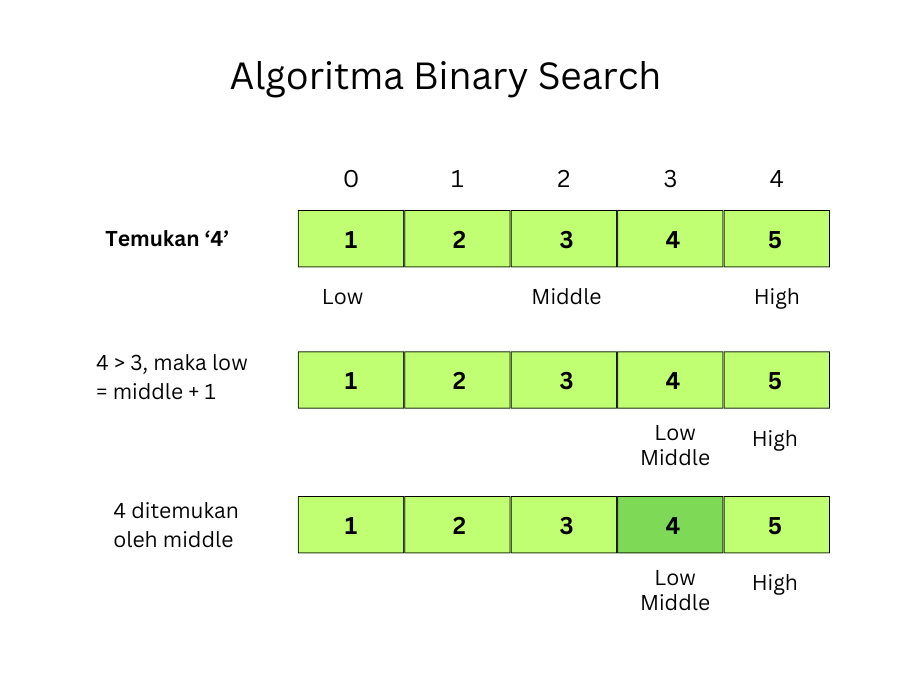 Algoritma Binary Search
0 1 2 3 4
Temukan ‘4’ 1 2 3 4 5
Low Middle High
4 > 3, maka low
= middle + 1
1 2 3 4 5
Low
Middle
High
4 ditemukan
oleh middle
1 2 3 4 5
Low
Middle
High